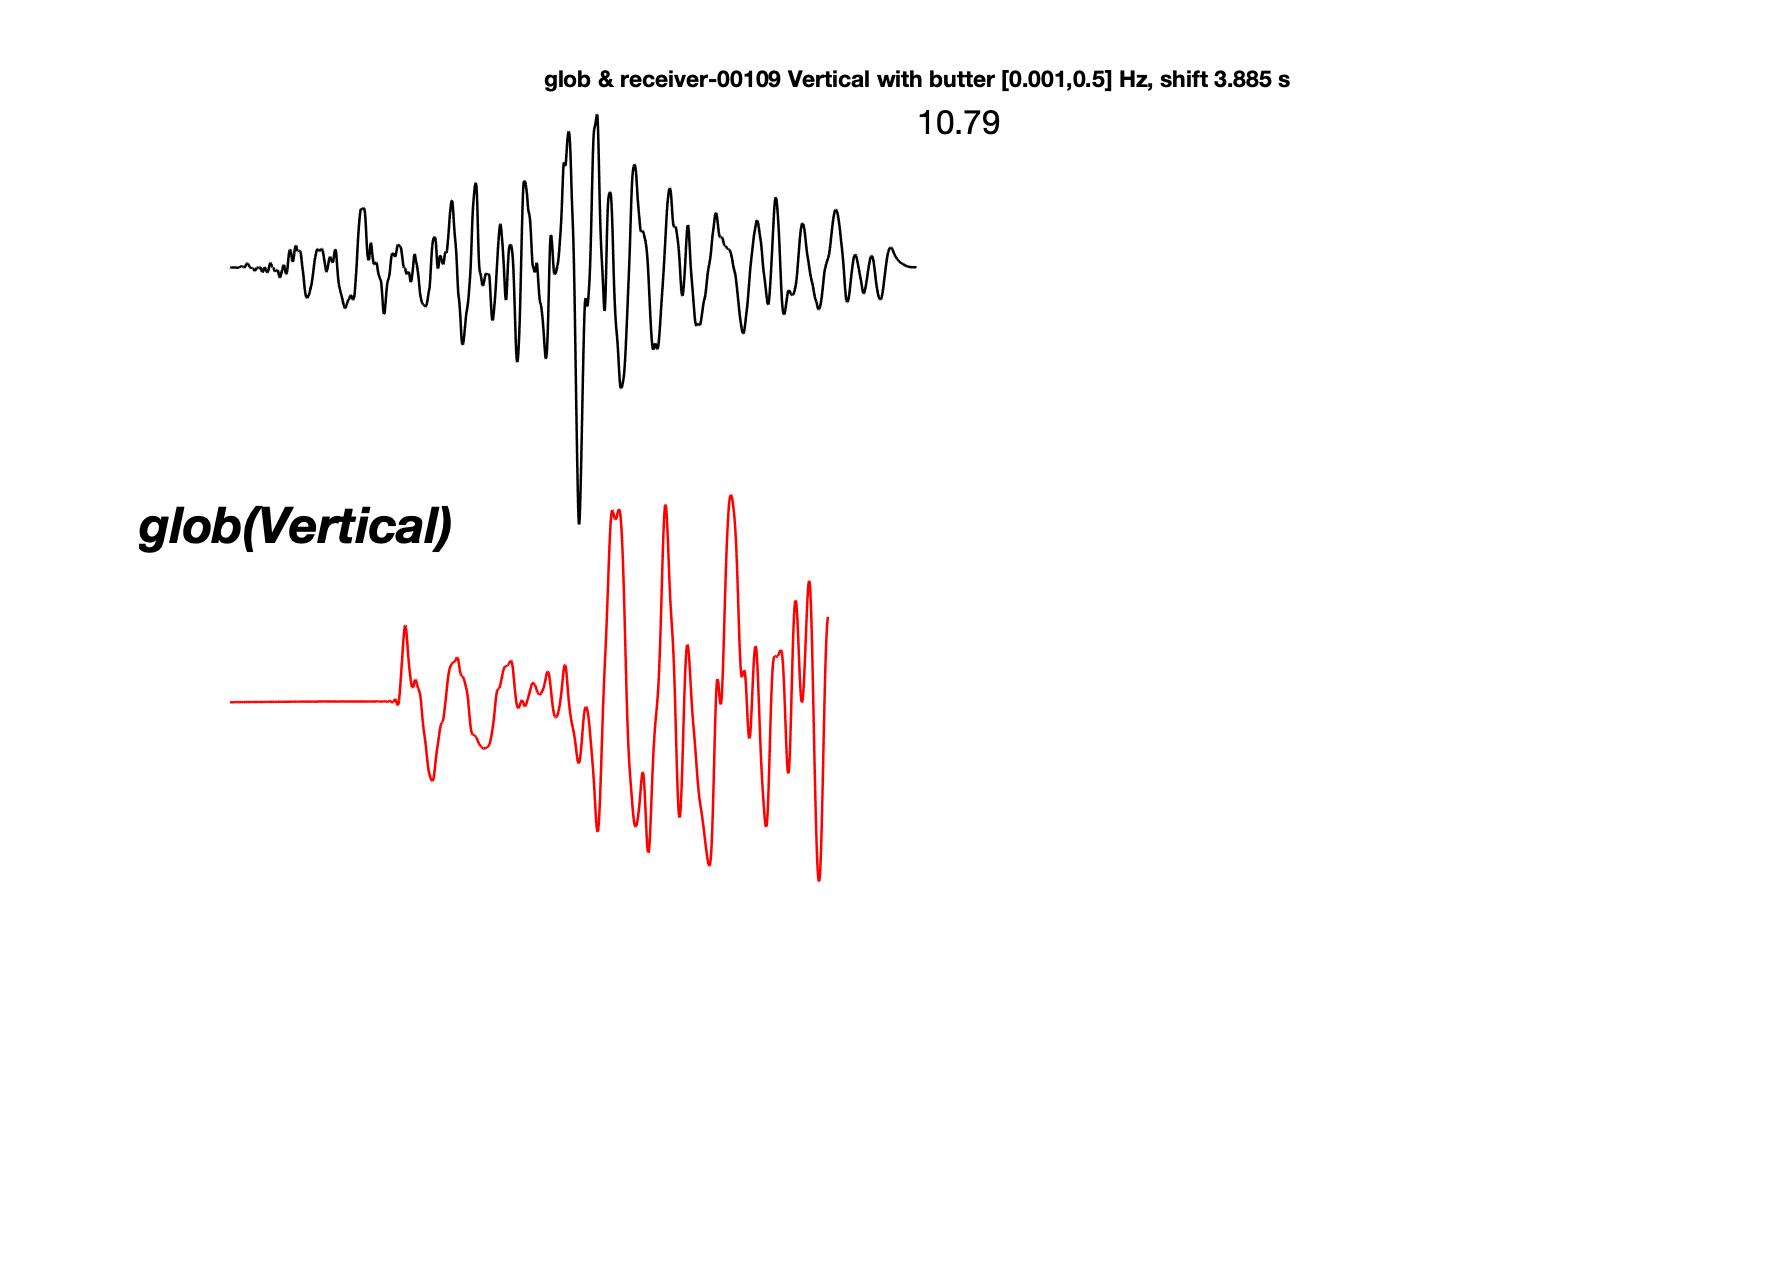 glob & receiver-00109 Vertical with butter [0.001,0.5] Hz, shift 3.885 s
10.79
glob(Vertical)